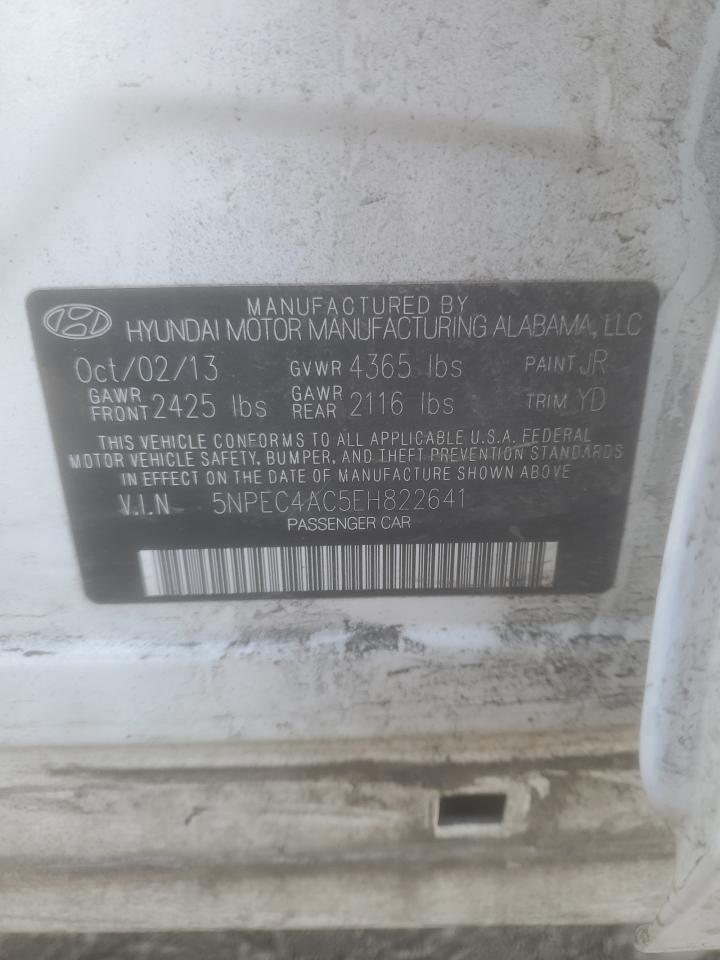 MANUFACTURED BY
HYUNDAI MOTOR MANUFACTURING ALABAMA, LLC
Oct/02/13 GVWR 4365 lbs PAINT JR
GAWR FRONT 2425 lbs GAWR REAR 2116 lbs TRIM YD
THIS VEHICLE CONFORMS TO ALL APPLICABLE U.S.A. FEDERAL
MOTOR VEHICLE SAFETY, BUMPER, AND THEFT PREVENTION STANDARDS
IN EFFECT ON THE DATE OF MANUFACTURE SHOWN ABOVE
V.I.N 5NPEC4AC5EH822641
PASSENGER CAR